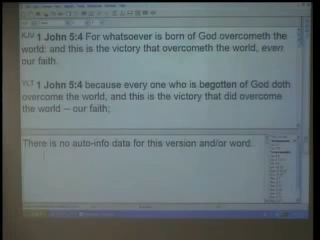 KJV 1 John 5:4 For whatsoever is born of God overcometh the
world: and this is the victory that overcometh the world, even
our faith.
YLT 1 John 5:4 because every one who is begotten of God doth
overcome the world, and this is the victory that did overcome
the world -- our faith;
There is no auto-info data for this version and/or word.